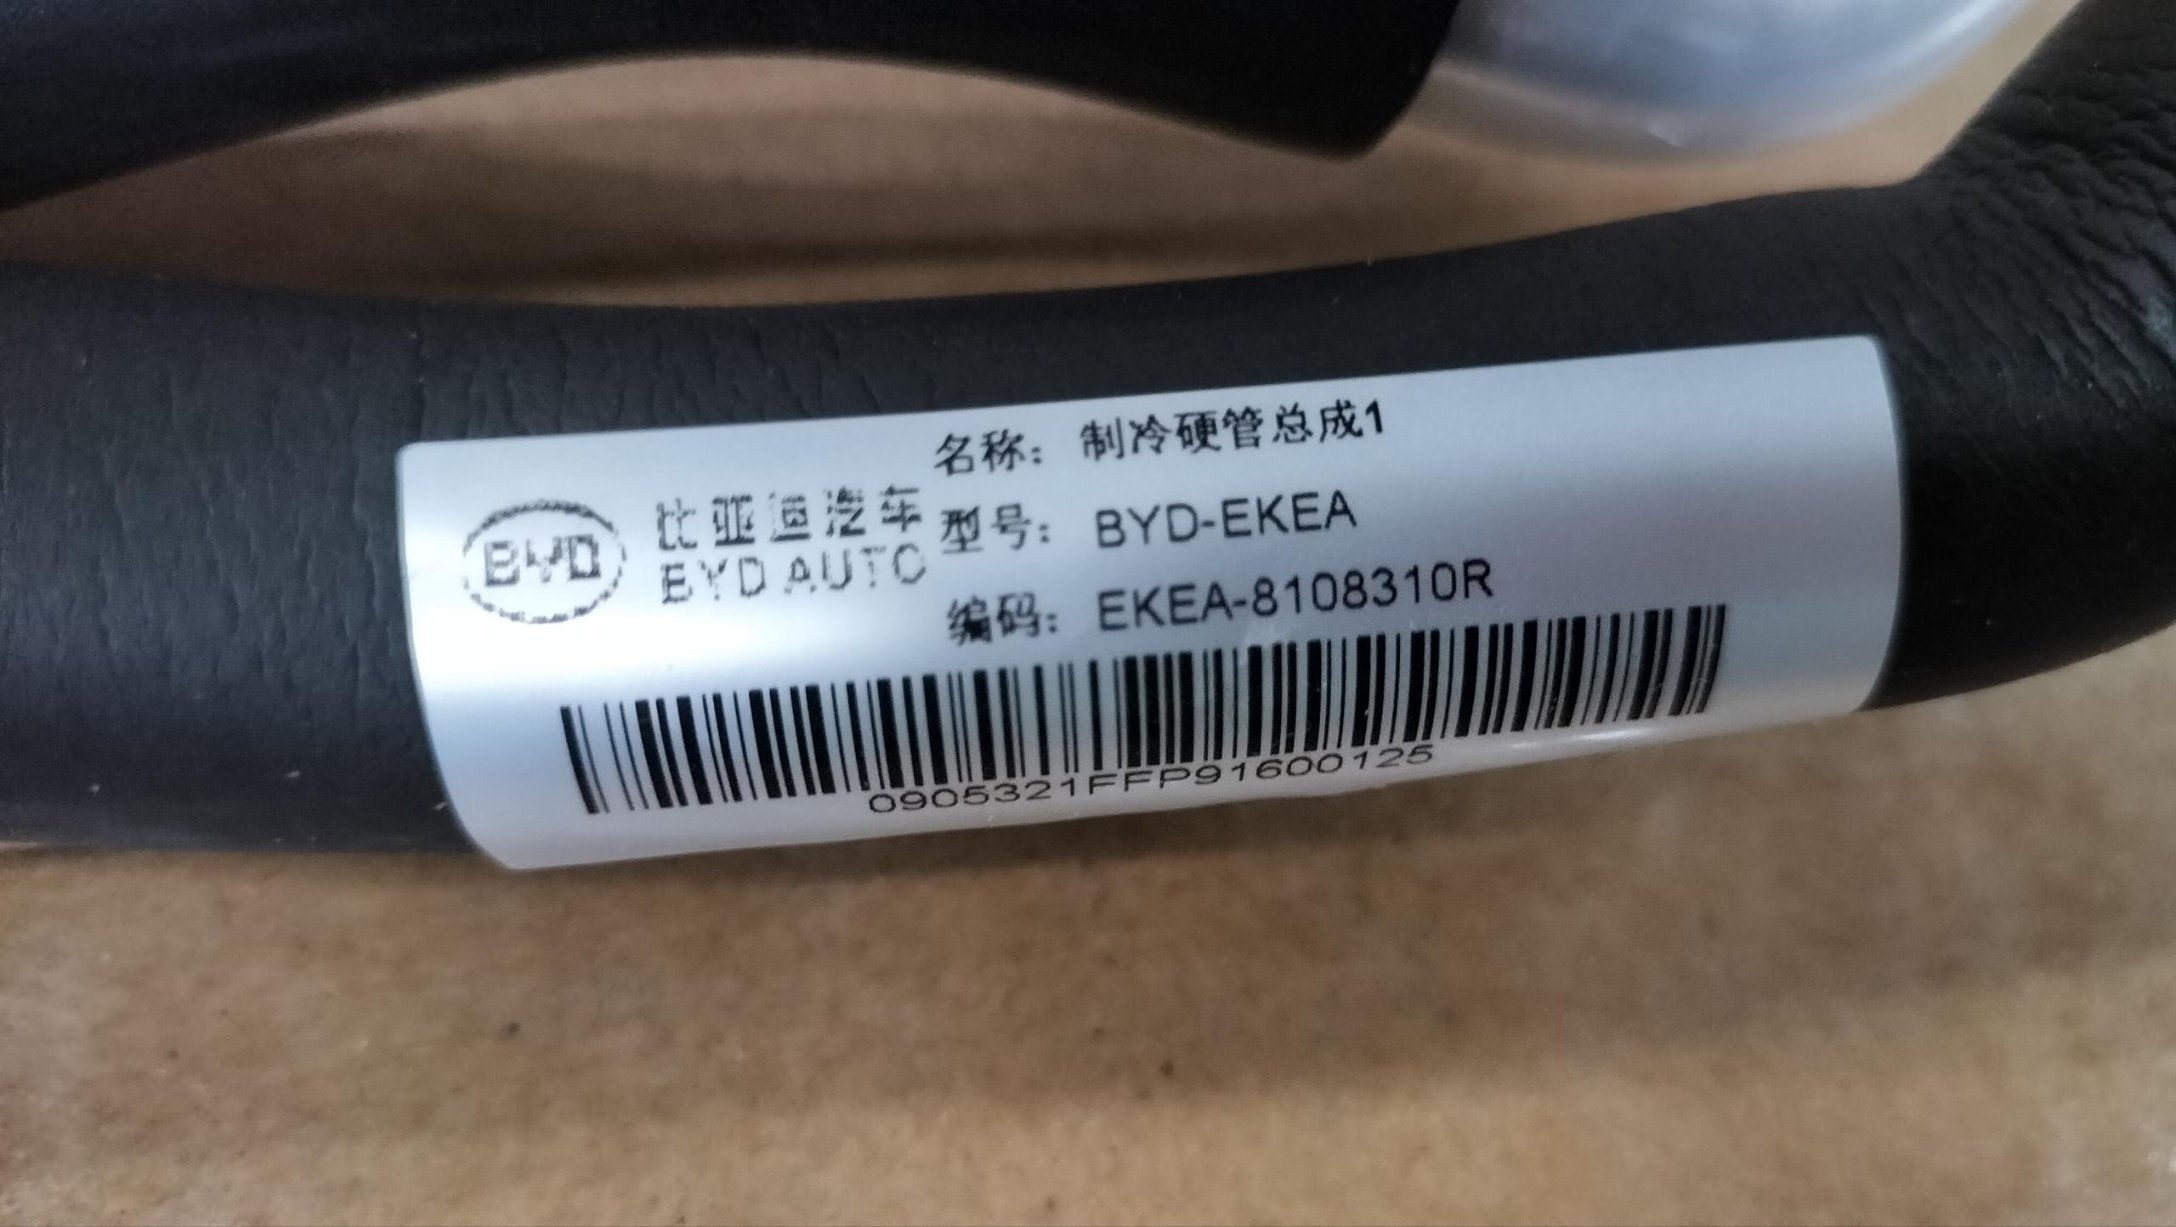 BYD
比亚迪汽车
BYD AUTO
名称：制冷硬管总成1
型号：BYD-EKEA
编码：EKEA-8108310R
0905321FFP91600125